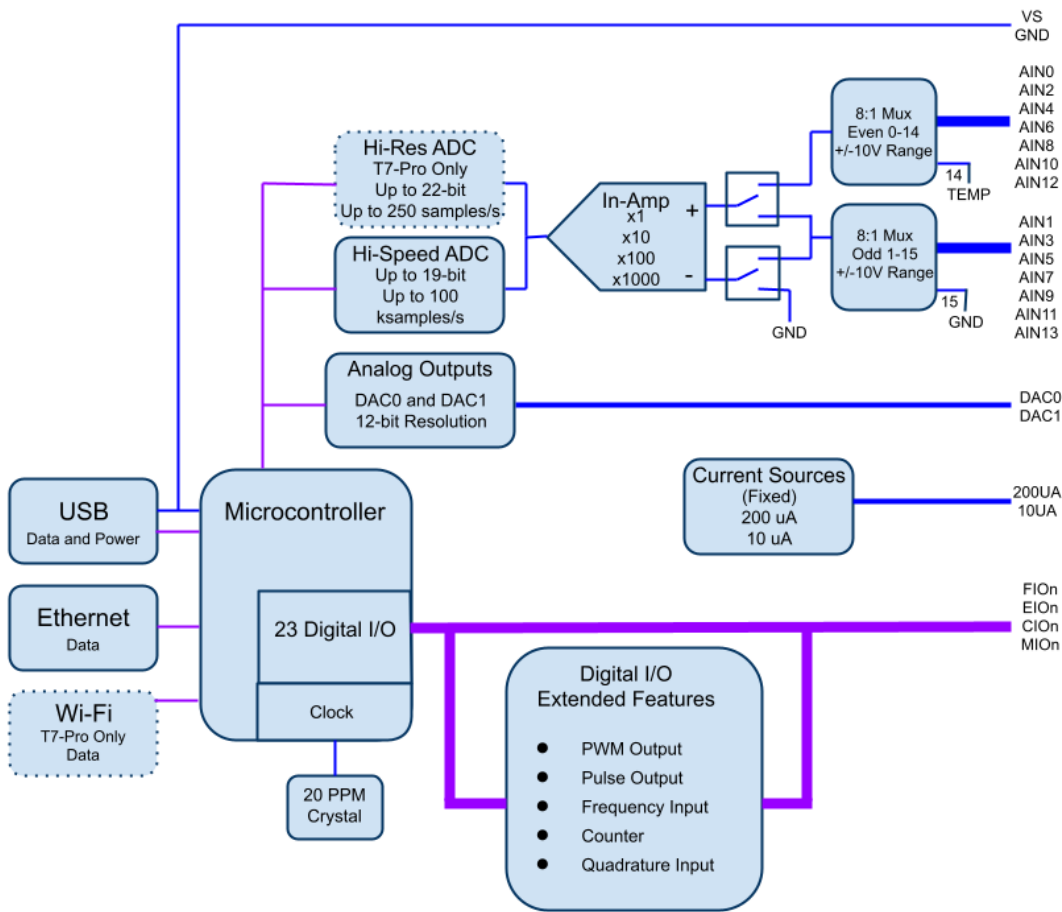 VS
GND
AIN0
AIN2
AIN4
AIN6
AIN8
AIN10
AIN12
8:1 Mux
Even 0-14
+/-10V Range
14
TEMP
Hi-Res ADC
T7-Pro Only
Up to 22-bit
Up to 250 samples/s
In-Amp
x1
x10
x100
x1000
+
-
8:1 Mux
Odd 1-15
+/-10V Range
15
GND
GND
AIN1
AIN3
AIN5
AIN7
AIN9
AIN11
AIN13
Hi-Speed ADC
Up to 19-bit
Up to 100
ksamples/s
Analog Outputs
DAC0 and DAC1
12-bit Resolution
DAC0
DAC1
Current Sources
(Fixed)
200 uA
10 uA
200UA
10UA
USB
Data and Power
Microcontroller
Ethernet
Data
23 Digital I/O
FIOn
EIOn
CIOn
MIOn
Wi-Fi
T7-Pro Only
Data
Clock
20 PPM
Crystal
Digital I/O
Extended Features
● PWM Output
● Pulse Output
● Frequency Input
● Counter
● Quadrature Input